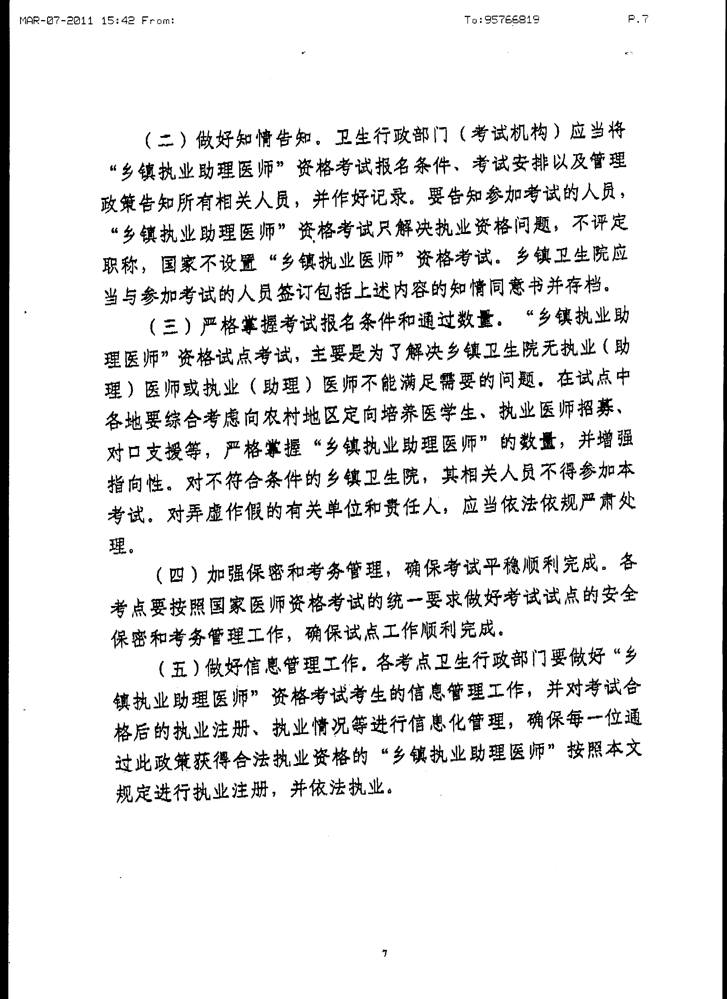 MAR-07-2011 15:42 From: To:95766819 P.7
（二）做好知情告知。卫生行政部门（考试机构）应当将
“乡镇执业助理医师”资格考试报名条件、考试安排以及管理
政策告知所有相关人员，并作好记录。要告知参加考试的人员，
“乡镇执业助理医师”资格考试只解决执业资格问题，不评定
职称，国家不设置“乡镇执业医师”资格考试。乡镇卫生院应
当与参加考试的人员签订包括上述内容的知情同意书并存档。
（三）严格掌握考试报名条件和通过数量。“乡镇执业助
理医师”资格试点考试，主要是为了解决乡镇卫生院无执业（助
理）医师或执业（助理）医师不能满足需要的问题。在试点中
各地要综合考虑向农村地区定向培养医学生、执业医师招募、
对口支援等，严格掌握“乡镇执业助理医师”的数量，并增强
指向性。对不符合条件的乡镇卫生院，其相关人员不得参加本
考试。对弄虚作假的有关单位和责任人，应当依法依规严肃处
理。
（四）加强保密和考务管理，确保考试平稳顺利完成。各
考点要按照国家医师资格考试的统一要求做好考试试点的安全
保密和考务管理工作，确保试点工作顺利完成。
（五）做好信息管理工作。各考点卫生行政部门要做好“乡
镇执业助理医师”资格考试考生的信息管理工作，并对考试合
格后的执业注册、执业情况等进行信息化管理，确保每一位通
过此政策获得合法执业资格的“乡镇执业助理医师”按照本文
规定进行执业注册，并依法执业。
7